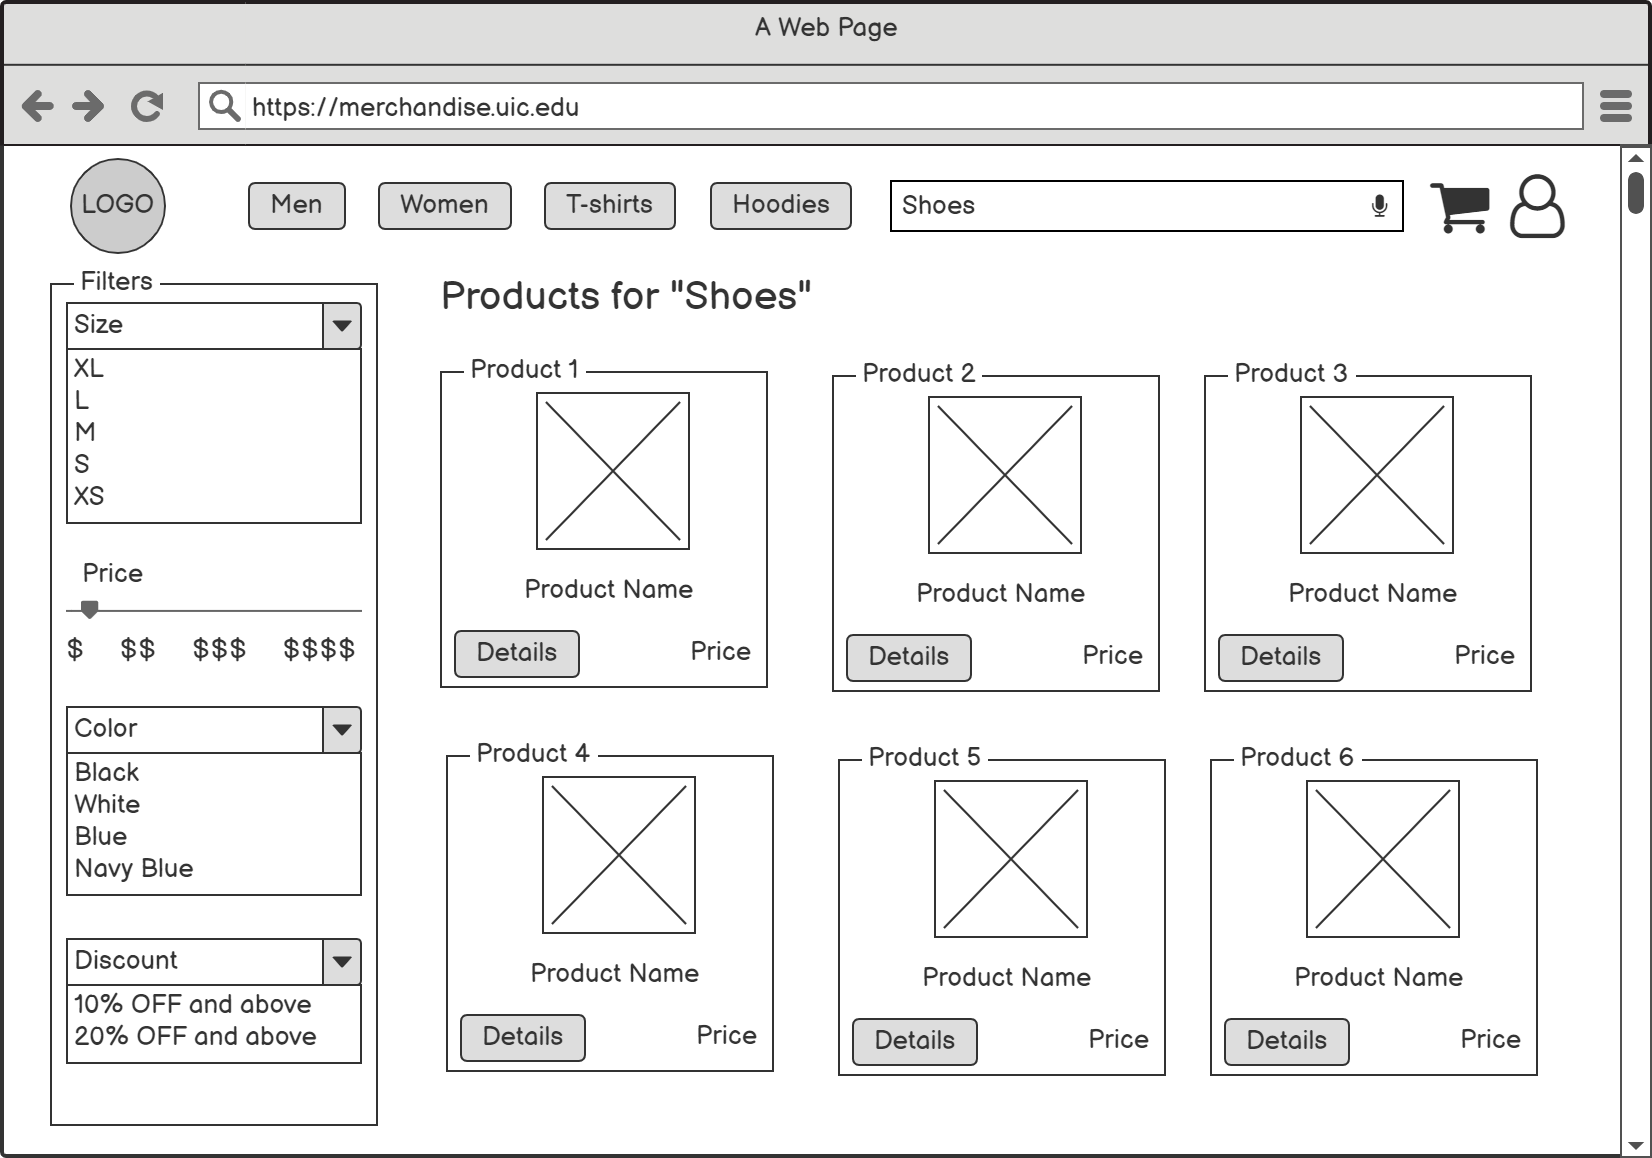 A Web Page
https://merchandise.uic.edu
LOGO
Men
Women
T-shirts
Hoodies
Shoes
Filters
Size
XL
L
M
S
XS
Price
$ $$ $$$ $$$$
Color
Black
White
Blue
Navy Blue
Discount
10% OFF and above
20% OFF and above
Products for "Shoes"
Product 1
Product Name
Details
Price
Product 2
Product Name
Details
Price
Product 3
Product Name
Details
Price
Product 4
Product Name
Details
Price
Product 5
Product Name
Details
Price
Product 6
Product Name
Details
Price